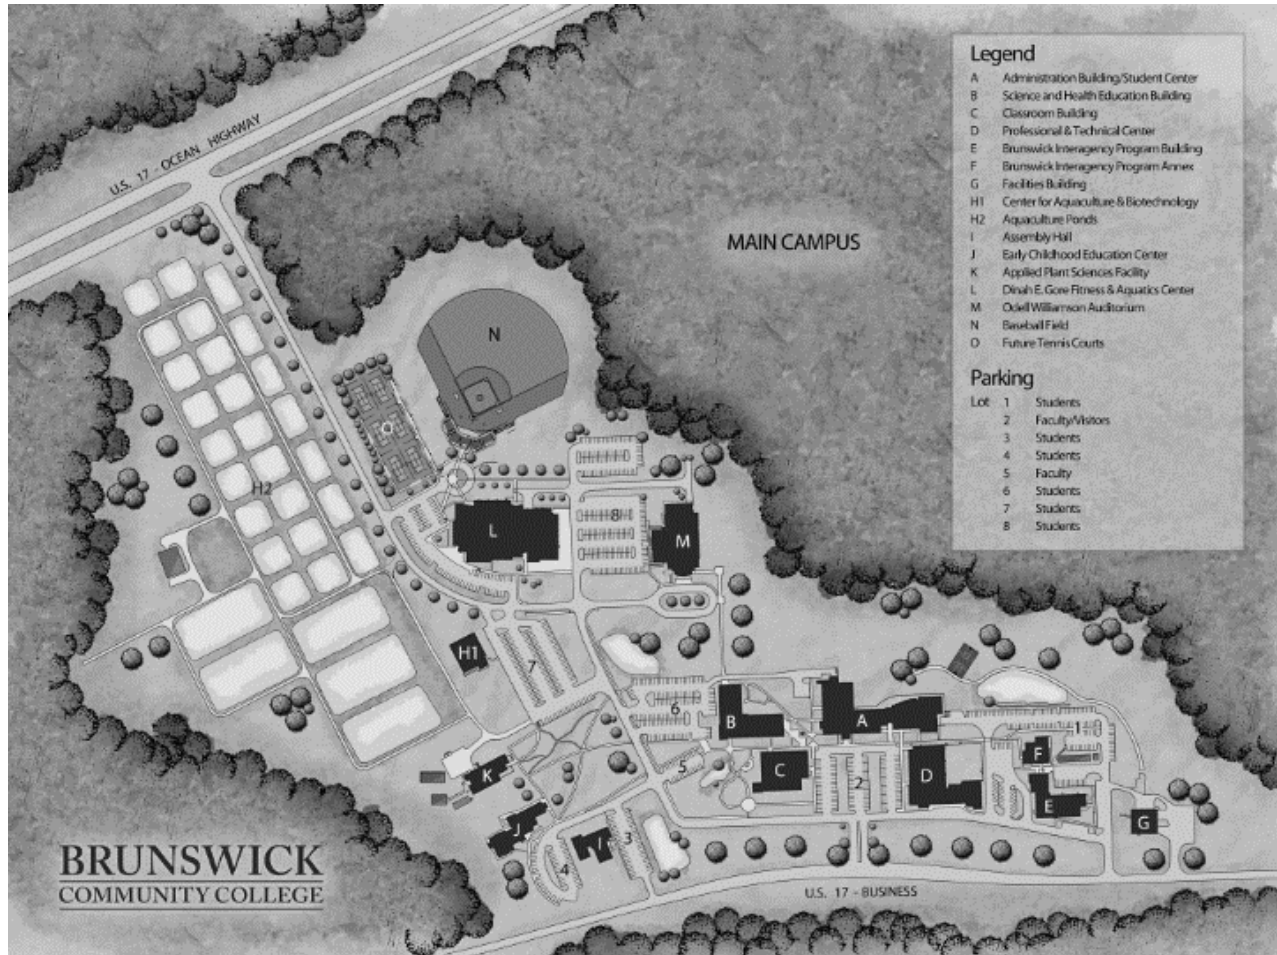 Legend
A Administration Building/Student Center
B Science and Health Education Building
C Classroom Building
D Professional & Technical Center
E Brunswick Interagency Program Building
F Brunswick Interagency Program Annex
G Facilities Building
H1 Center for Aquaculture & Biotechnology
H2 Aquaculture Ponds
I Assembly Hall
J Early Childhood Education Center
K Applied Plant Sciences Facility
L Dinah E. Gore Fitness & Aquatics Center
M Odell Williamson Auditorium
N Baseball Field
O Future Tennis Courts
Parking
Lot 1 Students
2 Faculty/Visitors
3 Students
4 Students
5 Faculty
6 Students
7 Students
8 Students
U.S. 17 - OCEAN HIGHWAY
MAIN CAMPUS
N
O
H2
L
8
M
H1
7
6
B
A
1
F
K
5
C
2
D
E
G
J
I
3
4
BRUNSWICK
COMMUNITY COLLEGE
U.S. 17 - BUSINESS